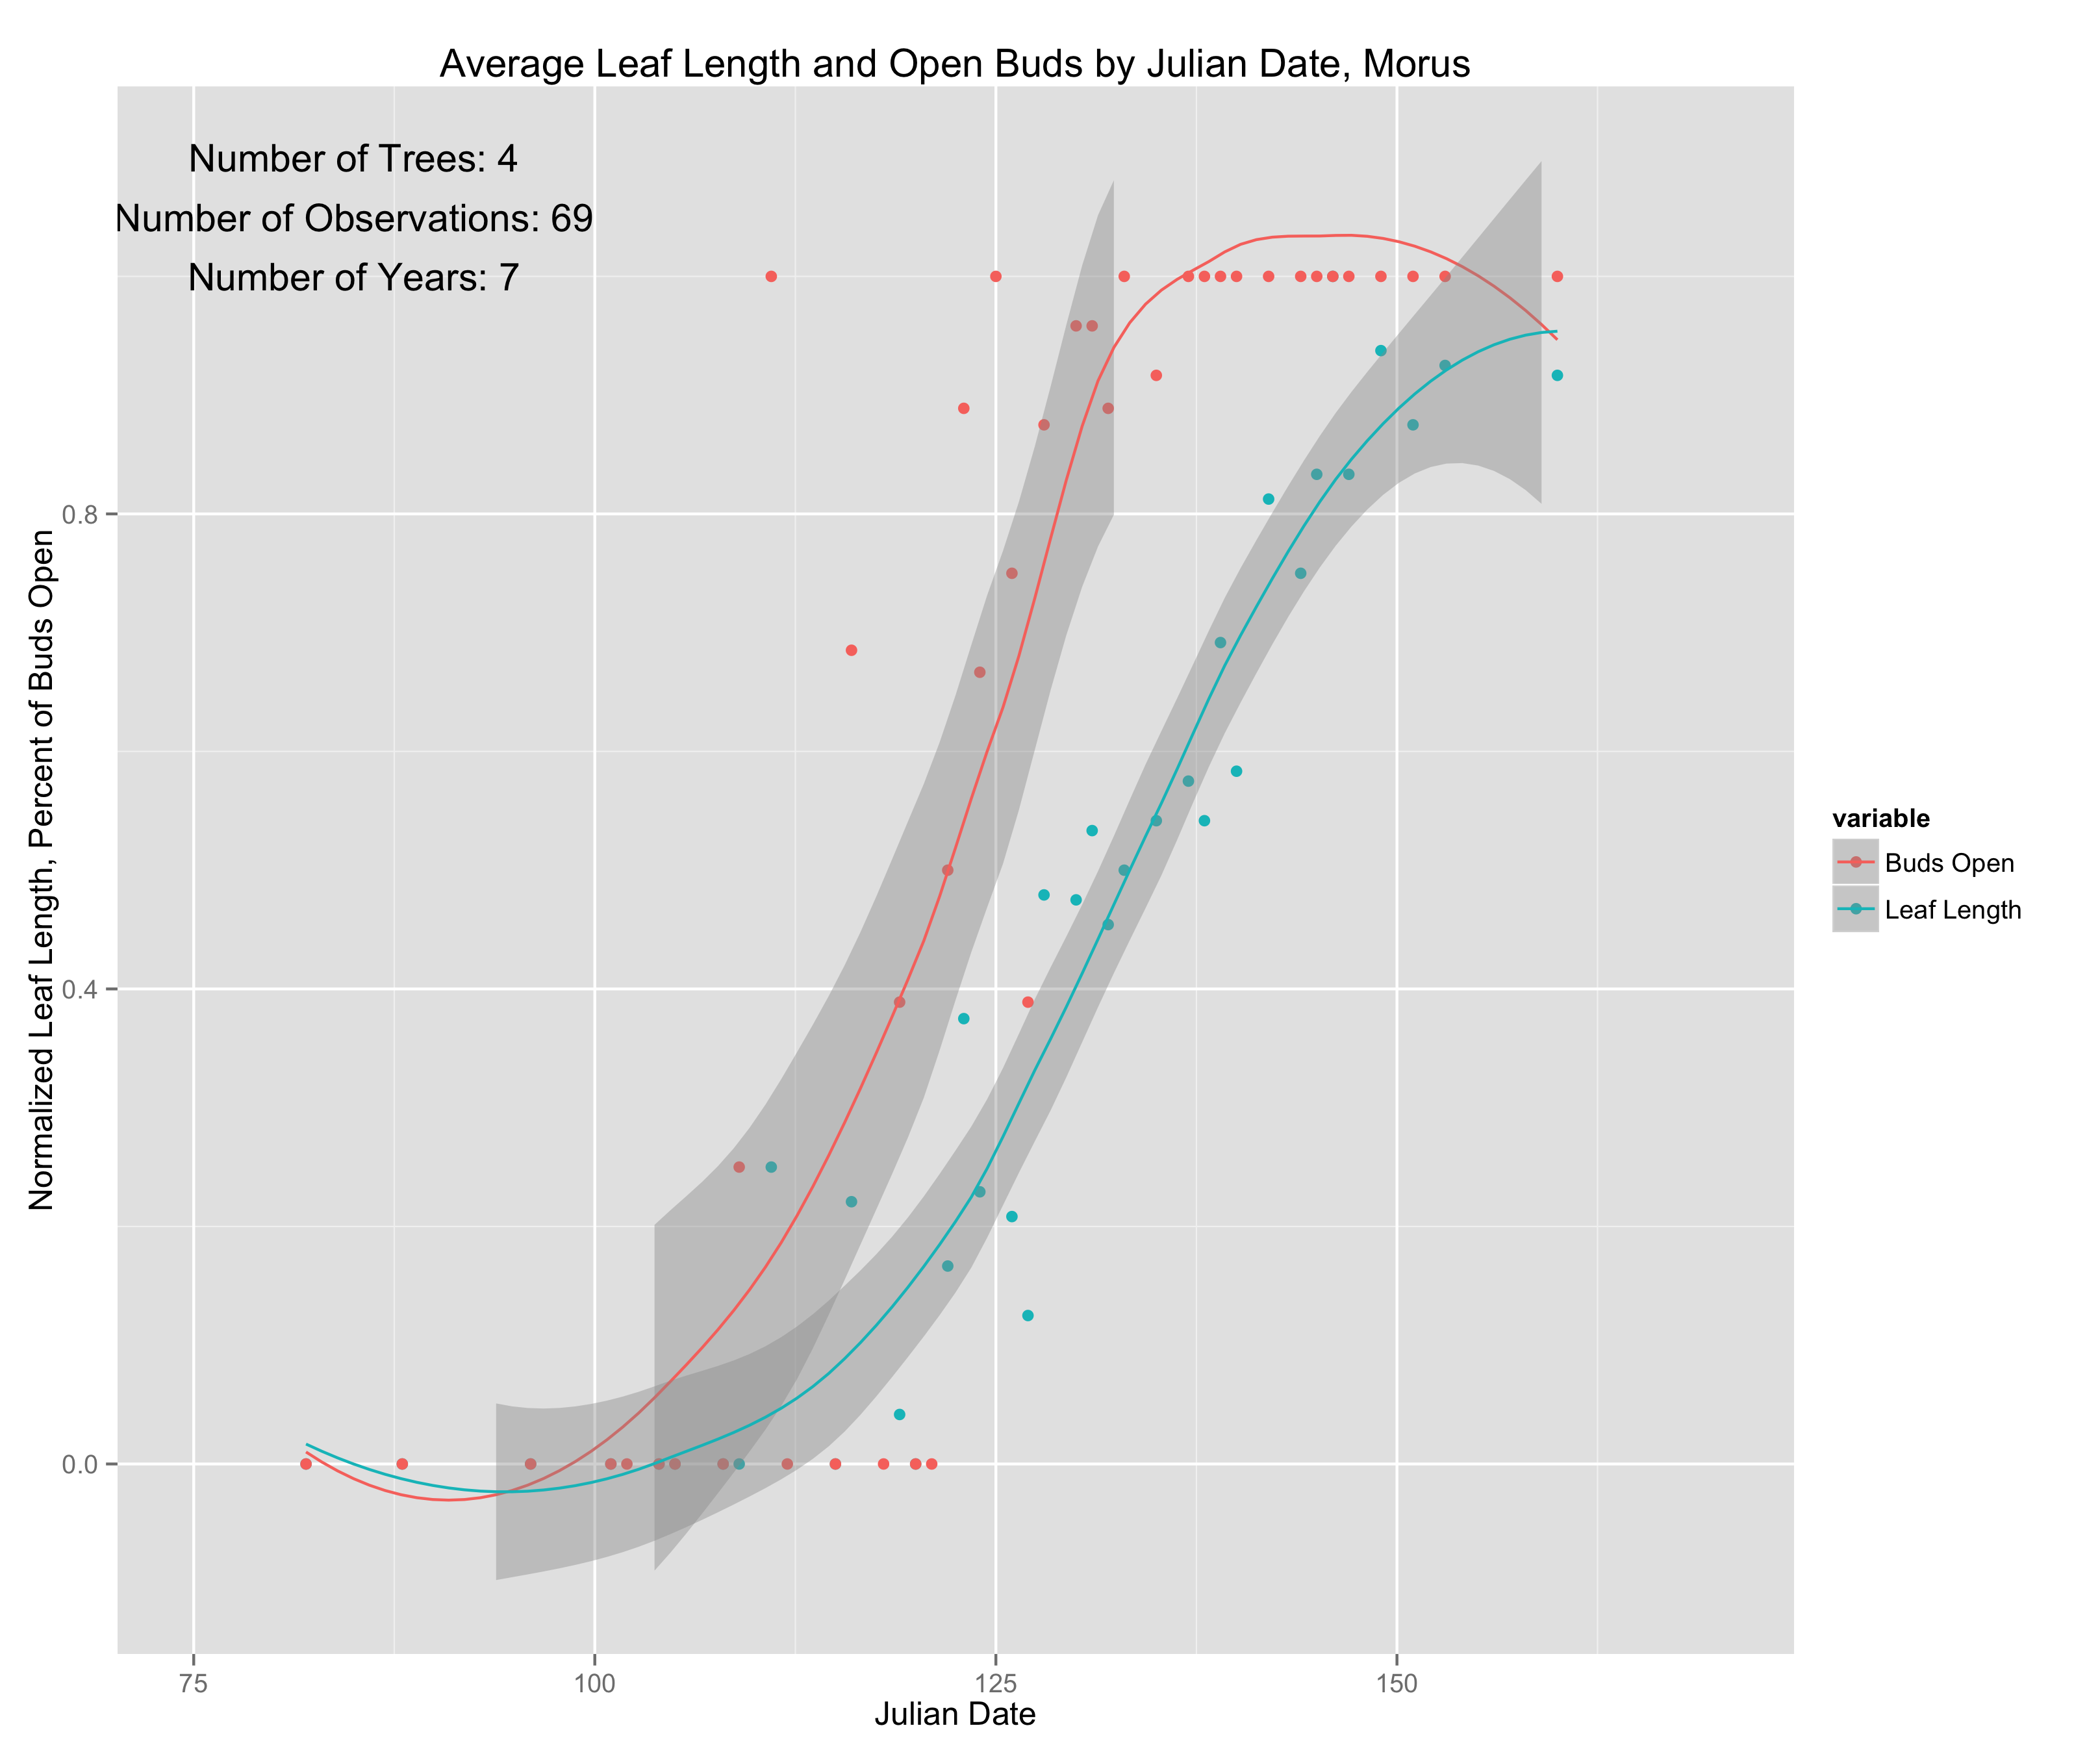 Average Leaf Length and Open Buds by Julian Date, Morus
Number of Trees: 4
Number of Observations: 69
Number of Years: 7
Normalized Leaf Length, Percent of Buds Open
0.8
0.4
0.0
75
100
125
150
Julian Date
variable
Buds Open
Leaf Length